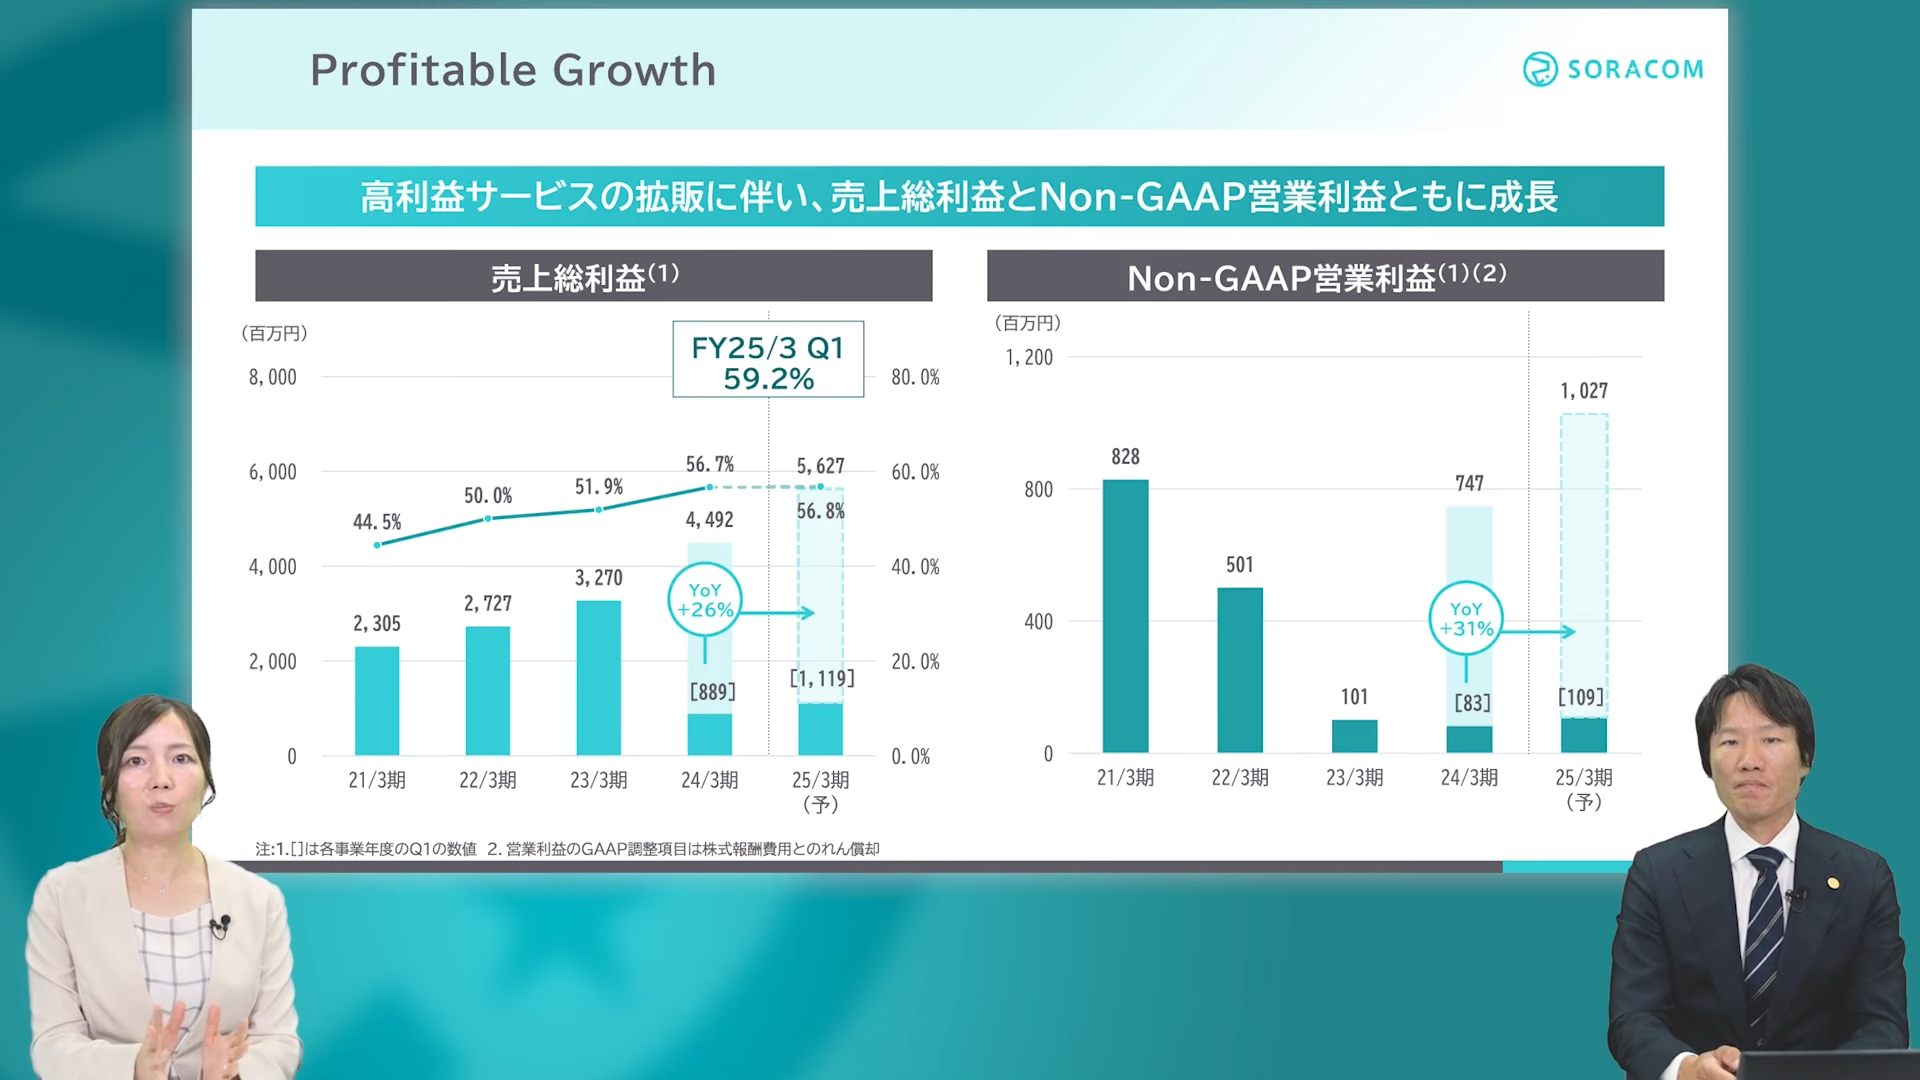 Profitable Growth
SORACOM
高利益サービスの拡販に伴い、売上総利益とNon-GAAP営業利益ともに成長
売上総利益(1)
(百万円)
FY25/3 Q1
59.2%
8,000
80.0%
6,000
60.0%
4,000
40.0%
2,000
20.0%
0
0.0%
44.5%
50.0%
51.9%
56.7%
56.8%
2,305
2,727
3,270
4,492
5,627
YoY
+26%
[889]
[1,119]
21/3期
22/3期
23/3期
24/3期
25/3期
(予)
Non-GAAP営業利益(1)(2)
(百万円)
1,200
800
400
0
828
501
101
747
1,027
YoY
+31%
[83]
[109]
21/3期
22/3期
23/3期
24/3期
25/3期
(予)
注:1.[]は各事業年度のQ1の数値 2. 営業利益のGAAP調整項目は株式報酬費用とのれん償却